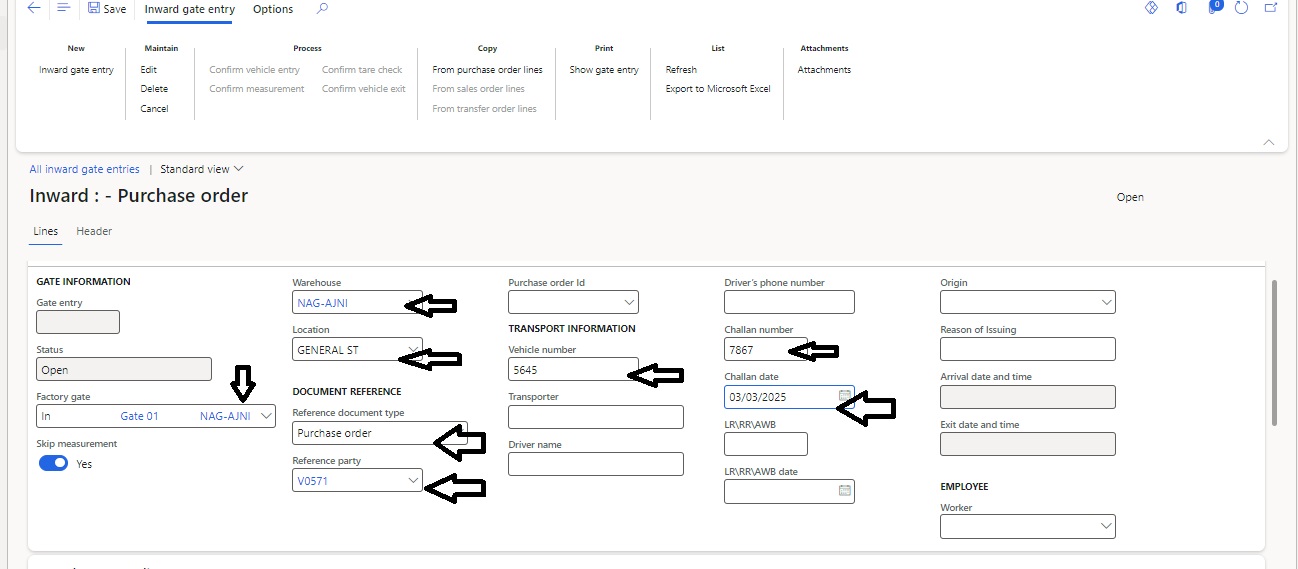 Save Inward gate entry Options
0
New Maintain Process Copy Print List Attachments
Inward gate entry Edit Confirm vehicle entry Confirm tare check From purchase order lines Show gate entry Refresh Attachments
Delete Confirm measurement Confirm vehicle exit From sales order lines Export to Microsoft Excel
Cancel From transfer order lines
All inward gate entries | Standard view
Inward : - Purchase order
Open
Lines Header
GATE INFORMATION
Gate entry
Status
Open
Factory gate
In Gate 01 NAG-AJNI
Skip measurement
Yes
Warehouse
NAG-AJNI
Location
GENERAL ST
DOCUMENT REFERENCE
Reference document type
Purchase order
Reference party
V0571
Purchase order Id
TRANSPORT INFORMATION
Vehicle number
5645
Transporter
Driver name
Driver's phone number
Challan number
7867
Challan date
03/03/2025
LR\RR\AWB
LR\RR\AWB date
Origin
Reason of Issuing
Arrival date and time
Exit date and time
EMPLOYEE
Worker